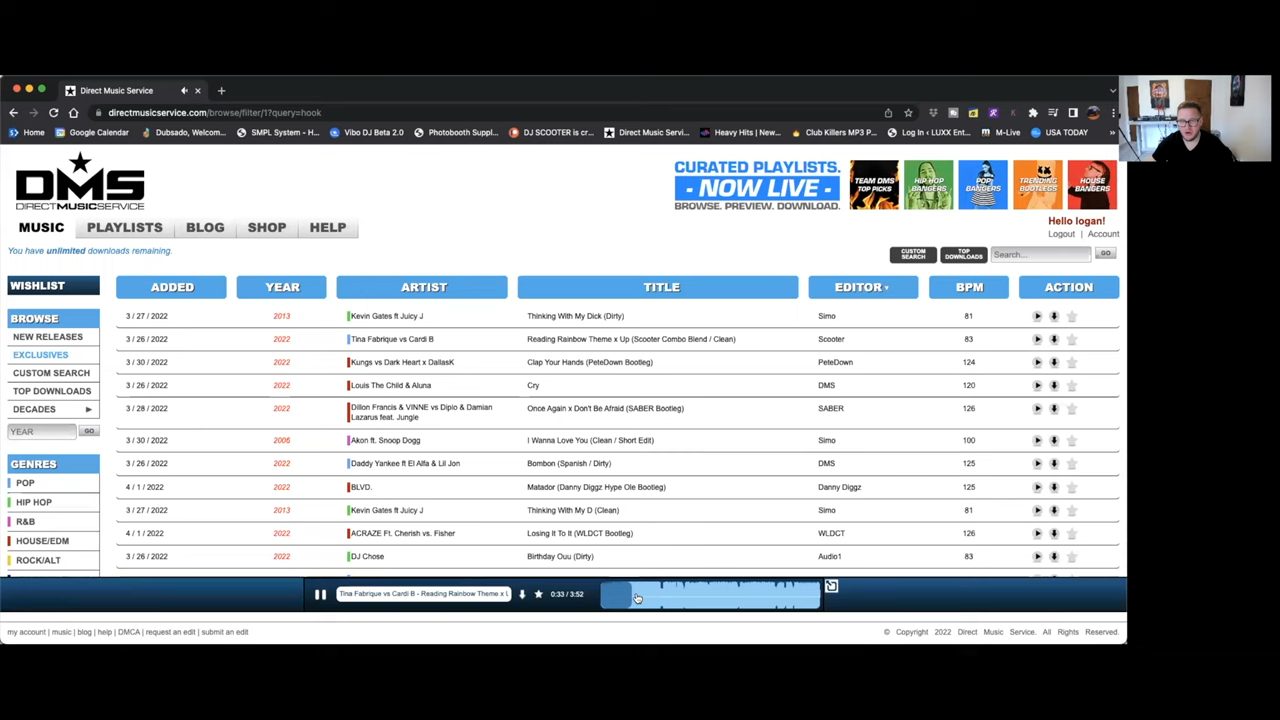 Direct Music Service
directmusicservice.com/browse/filter/1?query=hook
Home Google Calendar Dubsado, Welcom... SMPL System - H... Vibo DJ Beta 2.0 Photobooth Suppl... DJ SCOOTER is cr... Direct Music Servi... Heavy Hits | New... Club Killers MP3 P... Log In ‹ LUXX Ent... M-Live USA TODAY
DMS
DIRECTMUSICSERVICE
CURATED PLAYLISTS.
- NOW LIVE -
BROWSE. PREVIEW. DOWNLOAD.
TEAM DMS TOP PICKS
HIP HOP BANGERS
POP BANGERS
TRENDING BOOTLEGS
HOUSE BANGERS
Hello logan!
Logout | Account
MUSIC PLAYLISTS BLOG SHOP HELP
You have unlimited downloads remaining.
CUSTOM SEARCH TOP DOWNLOADS Search... GO
WISHLIST
BROWSE
NEW RELEASES
EXCLUSIVES
CUSTOM SEARCH
TOP DOWNLOADS
DECADES
YEAR GO
GENRES
POP
HIP HOP
R&B
HOUSE/EDM
ROCK/ALT
ADDED YEAR ARTIST TITLE EDITOR BPM ACTION
3 / 27 / 2022 2013 Kevin Gates ft Juicy J Thinking With My Dick (Dirty) Simo 81
3 / 26 / 2022 2022 Tina Fabrique vs Cardi B Reading Rainbow Theme x Up (Scooter Combo Blend / Clean) Scooter 83
3 / 30 / 2022 2022 Kungs vs Dark Heart x DallasK Clap Your Hands (PeteDown Bootleg) PeteDown 124
3 / 26 / 2022 2022 Louis The Child & Aluna Cry DMS 120
3 / 28 / 2022 2022 Dillon Francis & VINNE vs Diplo & Damian Lazarus feat. Jungle Once Again x Don't Be Afraid (SABER Bootleg) SABER 126
3 / 30 / 2022 2006 Akon ft. Snoop Dogg I Wanna Love You (Clean / Short Edit) Simo 100
3 / 26 / 2022 2022 Daddy Yankee ft El Alfa & Lil Jon Bombon (Spanish / Dirty) DMS 125
4 / 1 / 2022 2022 BLVD. Matador (Danny Diggz Hype Ole Bootleg) Danny Diggz 125
3 / 27 / 2022 2013 Kevin Gates ft Juicy J Thinking With My D (Clean) Simo 81
4 / 1 / 2022 2022 ACRAZE Ft. Cherish vs. Fisher Losing It To It (WLDCT Bootleg) WLDCT 126
3 / 26 / 2022 2022 DJ Chose Birthday Ouu (Dirty) Audio1 83
Tina Fabrique vs Cardi B - Reading Rainbow Theme x 0:33 / 3:52
my account | music | blog | help | DMCA | request an edit | submit an edit
© Copyright 2022 Direct Music Service. All Rights Reserved.